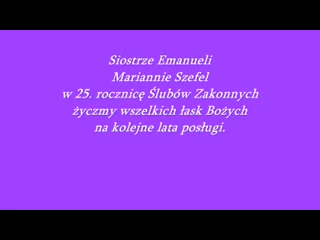 Siostrze Emanueli
Mariannie Szefel
w 25. rocznicę Ślubów Zakonnych
życzmy wszelkich łask Bożych
na kolejne lata posługi.